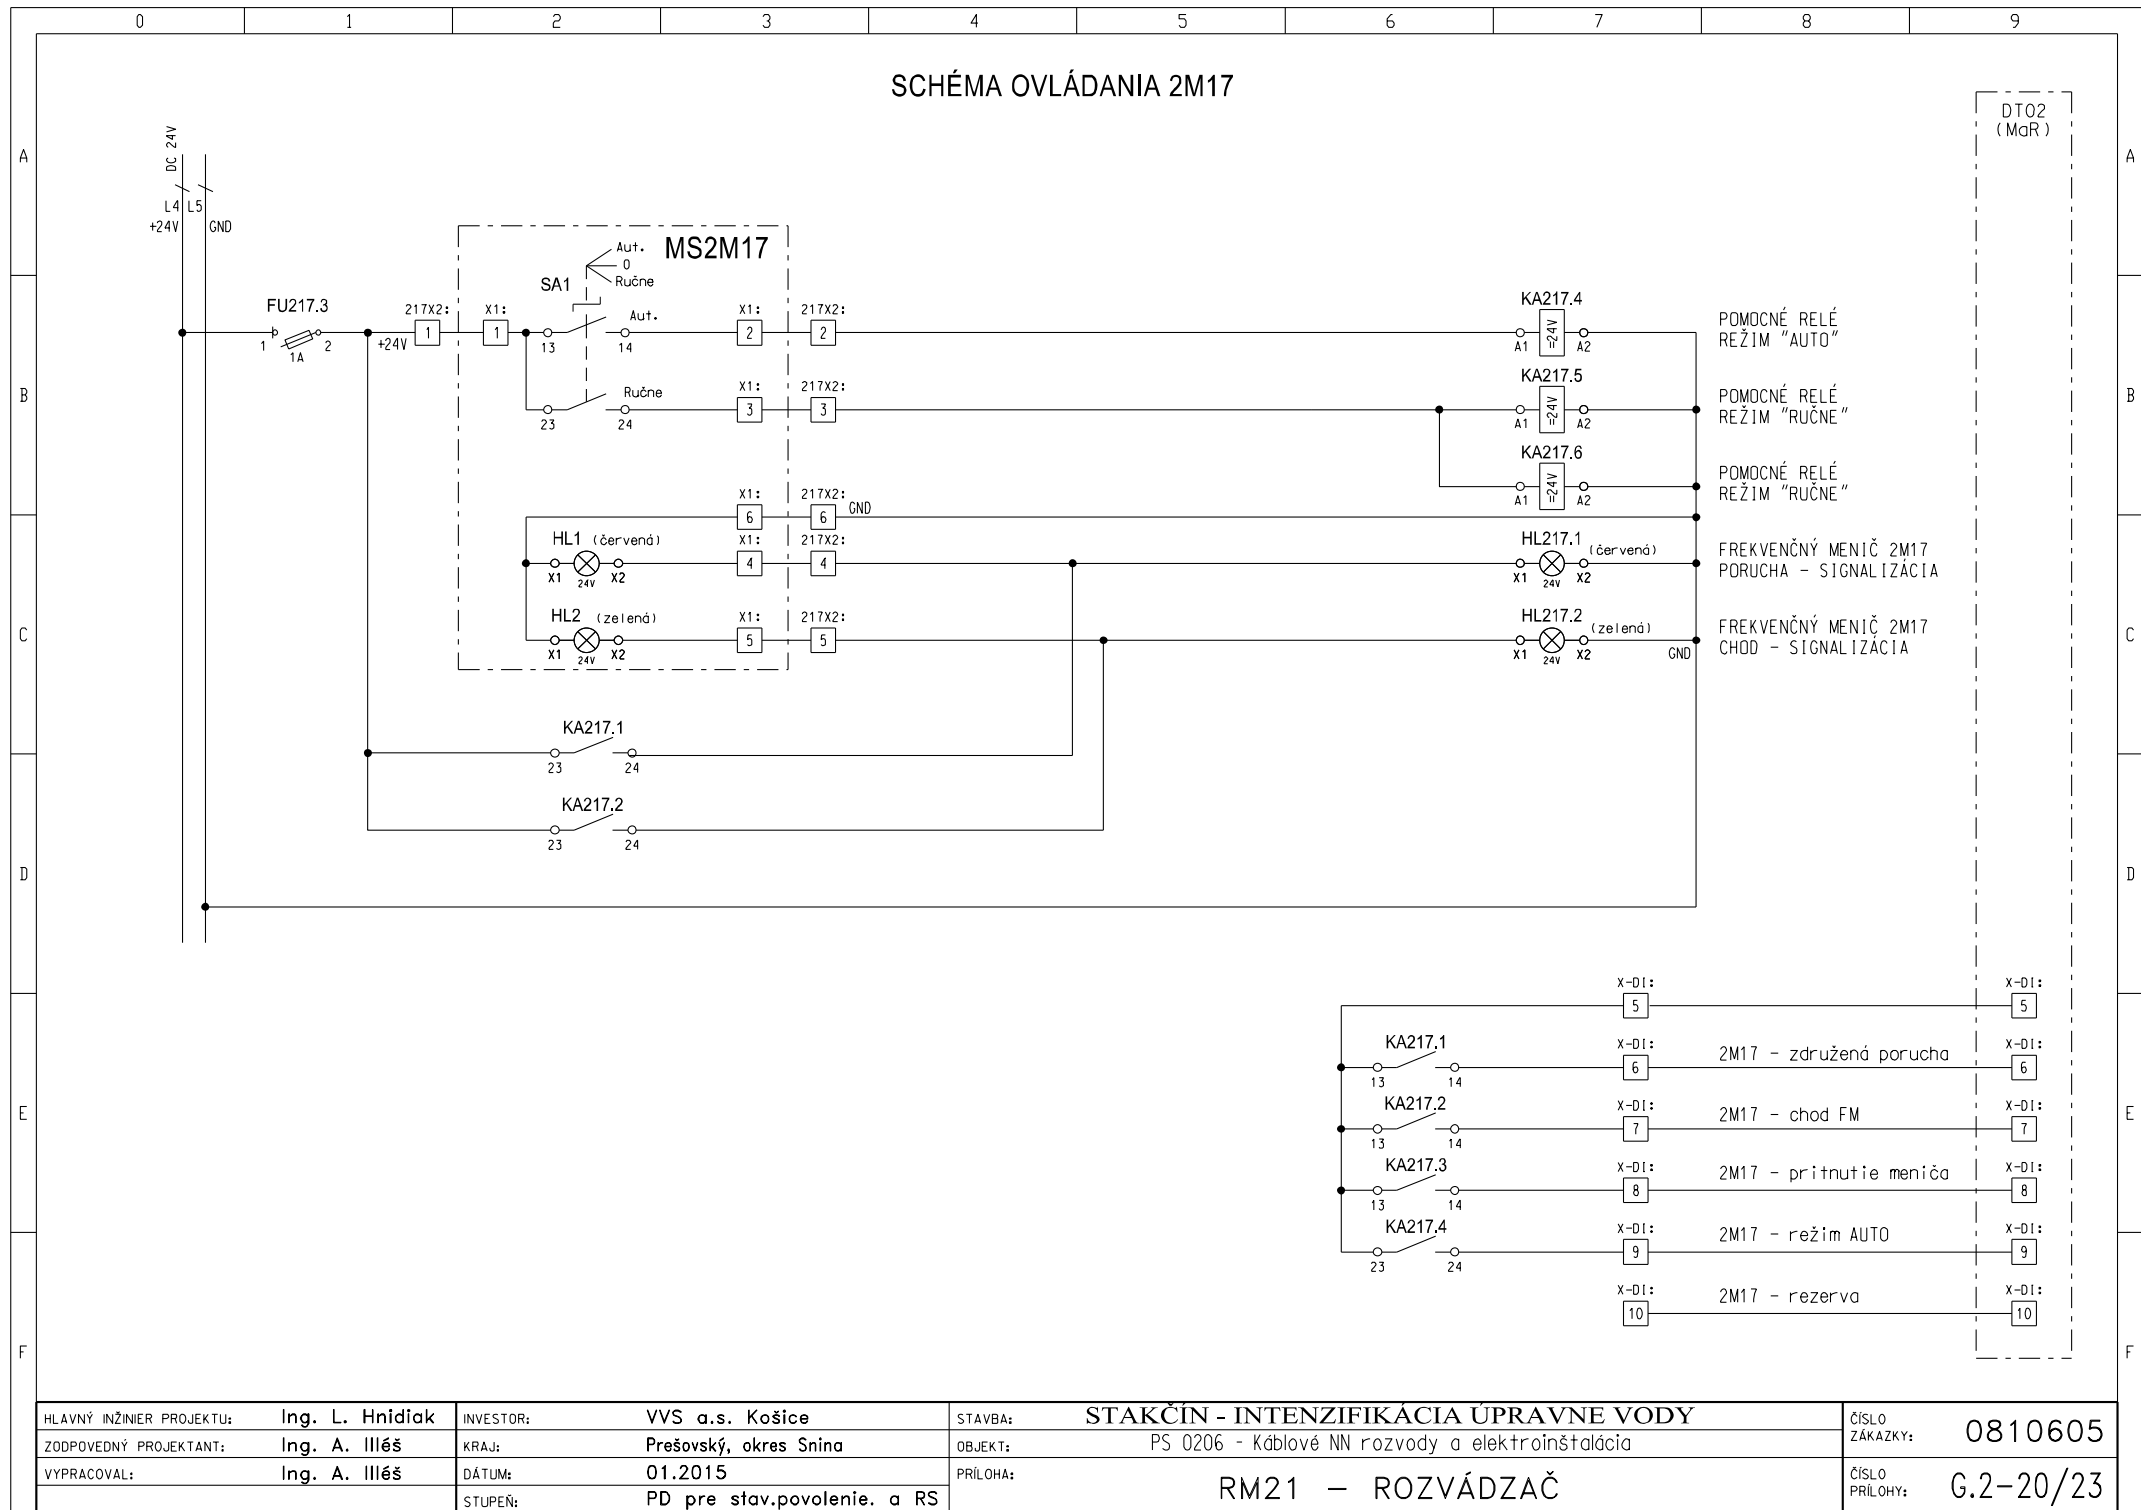 0 1 2 3 4 5 6 7 8 9
SCHÉMA OVLÁDANIA 2M17
DT02
(MaR)
A A
DC 24V
L4 L5
+24V GND
MS2M17
Aut.
0
Ručne
SA1
FU217.3
1 1A 2
+24V
217X2:
1
X1:
1
13 14
Aut.
X1:
2
217X2:
2
KA217.4
A1 =24V A2
POMOCNÉ RELÉ
REŽIM "AUTO"
B B
23 24
Ručne
X1:
3
217X2:
3
KA217.5
A1 =24V A2
POMOCNÉ RELÉ
REŽIM "RUČNE"
KA217.6
A1 =24V A2
POMOCNÉ RELÉ
REŽIM "RUČNE"
X1:
6
217X2:
6
GND
HL1 (červená)
X1 24V X2
X1:
4
217X2:
4
HL217.1
(červená)
X1 24V X2
FREKVENČNÝ MENIČ 2M17
PORUCHA - SIGNALIZÁCIA
C C
HL2 (zelená)
X1 24V X2
X1:
5
217X2:
5
HL217.2
(zelená)
X1 24V X2
GND
FREKVENČNÝ MENIČ 2M17
CHOD - SIGNALIZÁCIA
KA217.1
23 24
KA217.2
23 24
D D
X-DI:
5
X-DI:
5
KA217.1
13 14
X-DI:
6
2M17 - združená porucha
X-DI:
6
E E
KA217.2
13 14
X-DI:
7
2M17 - chod FM
X-DI:
7
KA217.3
13 14
X-DI:
8
2M17 - pritnutie meniča
X-DI:
8
KA217.4
23 24
X-DI:
9
2M17 - režim AUTO
X-DI:
9
X-DI:
10
2M17 - rezerva
X-DI:
10
F F
HLAVNÝ INŽINIER PROJEKTU: Ing. L. Hnidiak
ZODPOVEDNÝ PROJEKTANT: Ing. A. Illéš
VYPRACOVAL: Ing. A. Illéš
INVESTOR: VVS a.s. Košice
KRAJ: Prešovský, okres Snina
DÁTUM: 01.2015
STUPEŇ: PD pre stav.povolenie. a RS
STAVBA: STAKČÍN - INTENZIFIKÁCIA ÚPRAVNE VODY
OBJEKT: PS 0206 - Káblové NN rozvody a elektroinštalácia
PRÍLOHA: RM21 – ROZVÁDZAČ
ČÍSLO
ZÁKAZKY: 0810605
ČÍSLO
PRÍLOHY: G.2-20/23